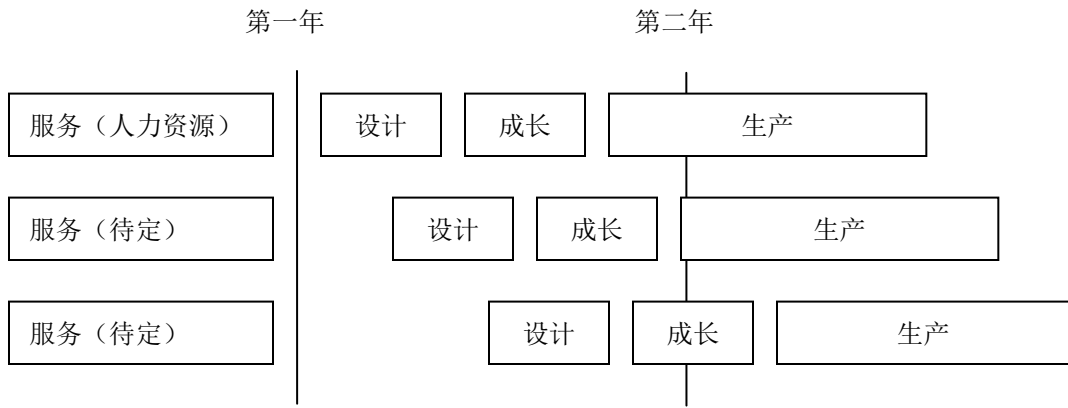 第一年 第二年
服务（人力资源） 设计 成长 生产
服务（待定） 设计 成长 生产
服务（待定） 设计 成长 生产